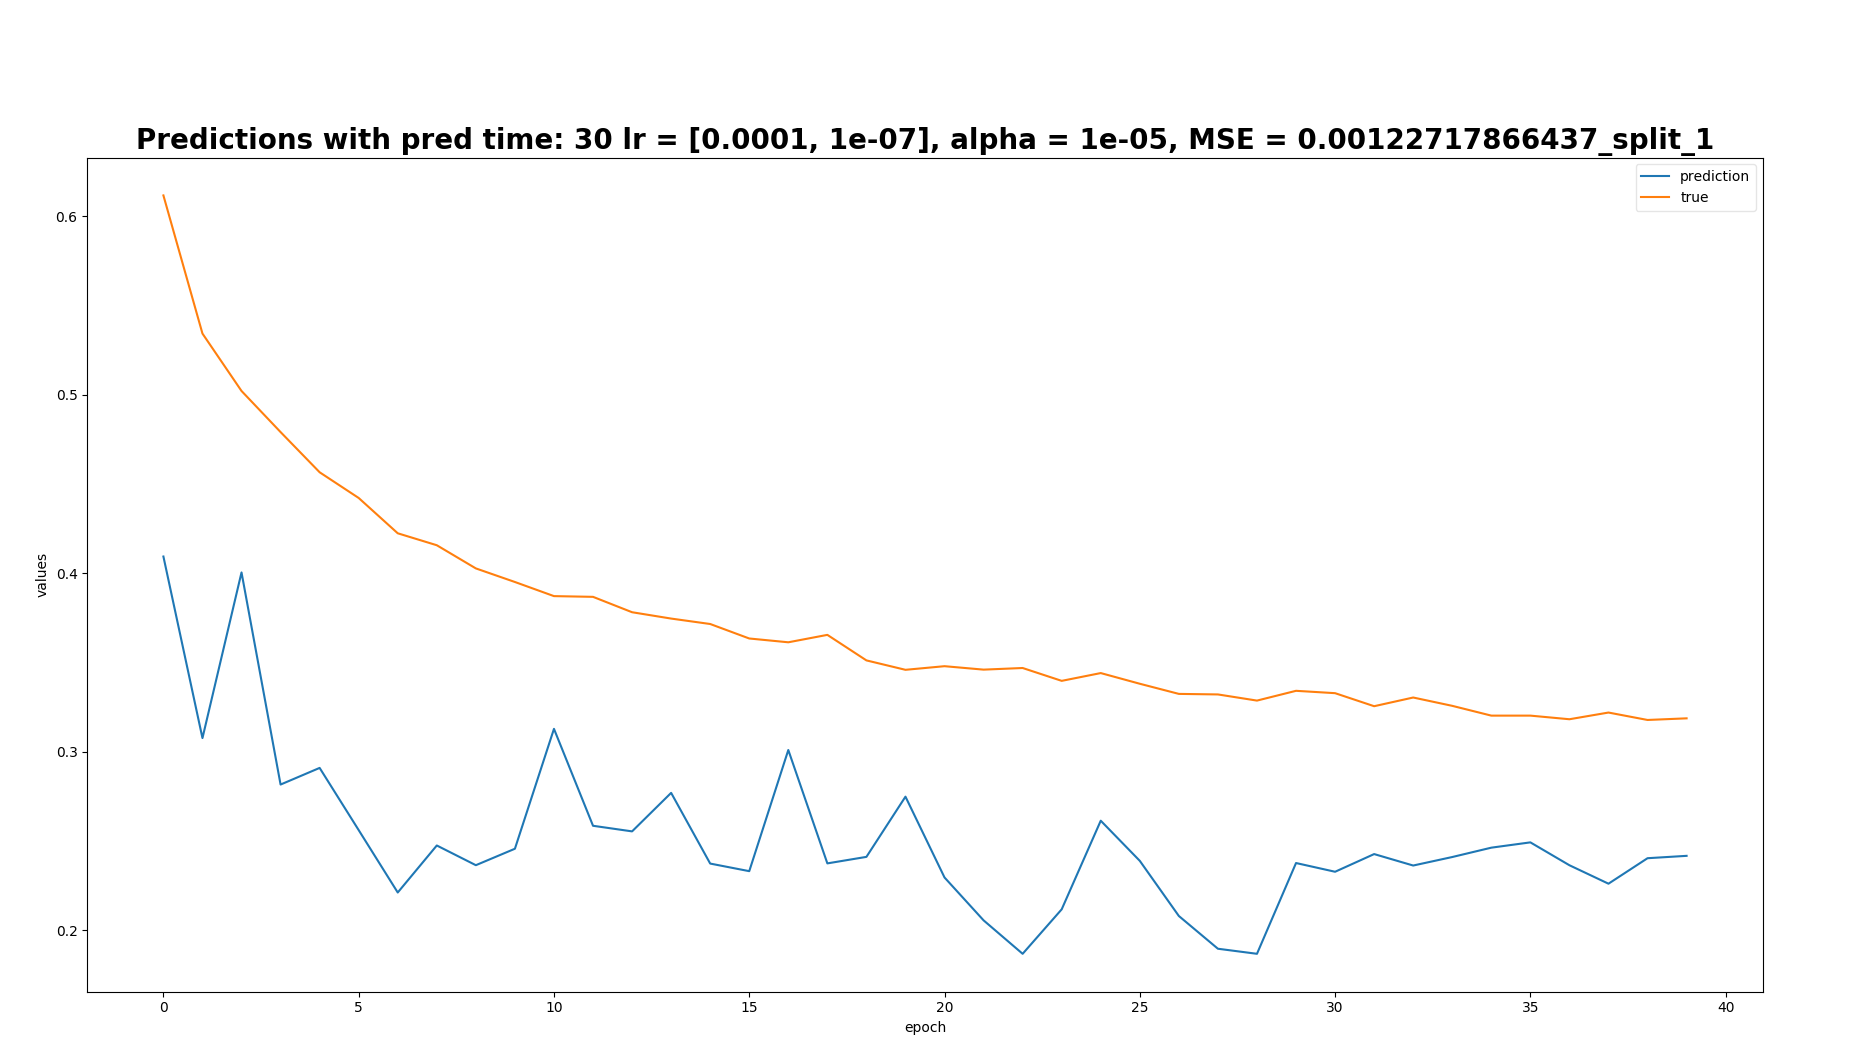 Predictions with pred time: 30 lr = [0.0001, 1e-07], alpha = 1e-05, MSE = 0.00122717866437_split_1
prediction
true
0.6
0.5
0.4
0.3
0.2
values
0 5 10 15 20 25 30 35 40
epoch